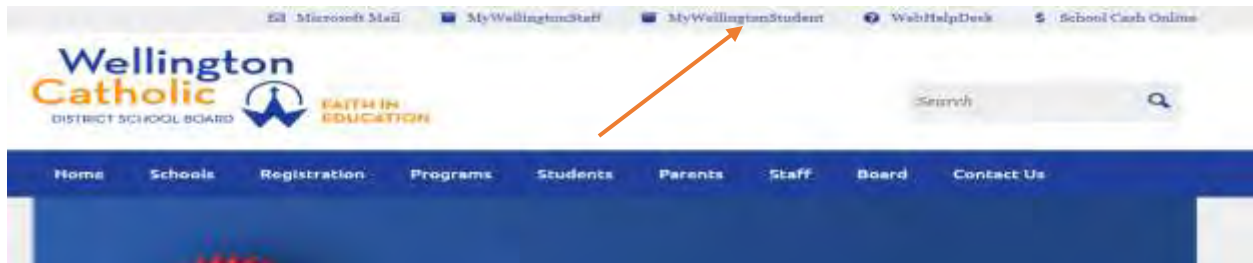 Microsoft Mail MyWellingtonStaff MyWellingtonStudent WebHelpDesk $ School Cash Online
Wellington
Catholic
DISTRICT SCHOOL BOARD
FAITH IN
EDUCATION
Search
Home Schools Registration Programs Students Parents Staff Board Contact Us